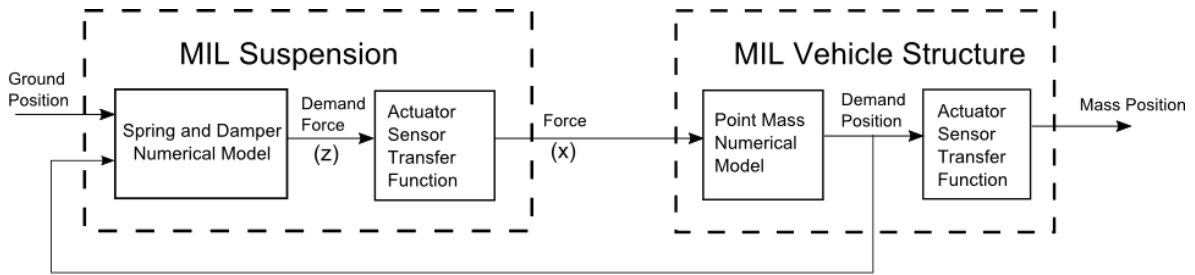 MIL Suspension
MIL Vehicle Structure
Ground
Position
Spring and Damper
Numerical Model
Demand
Force
(z)
Actuator
Sensor
Transfer
Function
Force
(x)
Point Mass
Numerical
Model
Demand
Position
Actuator
Sensor
Transfer
Function
Mass Position